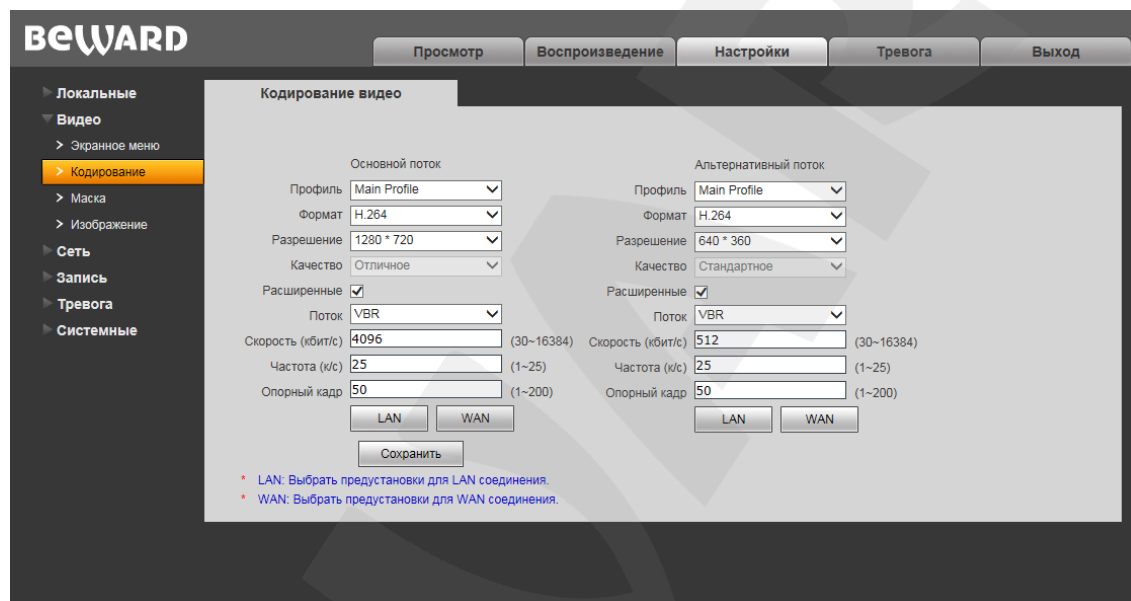 BEWARD
Просмотр Воспроизведение Настройки Тревога Выход
Локальные
Видео
> Экранное меню
> Кодирование
> Маска
> Изображение
Сеть
Запись
Тревога
Системные
Кодирование видео
Основной поток
Профиль Main Profile
Формат H.264
Разрешение 1280 * 720
Качество Отличное
Расширенные
Поток VBR
Скорость (кбит/с) 4096 (30~16384)
Частота (к/с) 25 (1~25)
Опорный кадр 50 (1~200)
LAN WAN
Альтернативный поток
Профиль Main Profile
Формат H.264
Разрешение 640 * 360
Качество Стандартное
Расширенные
Поток VBR
Скорость (кбит/с) 512 (30~16384)
Частота (к/с) 25 (1~25)
Опорный кадр 50 (1~200)
LAN WAN
Сохранить
* LAN: Выбрать предустановки для LAN соединения.
* WAN: Выбрать предустановки для WAN соединения.